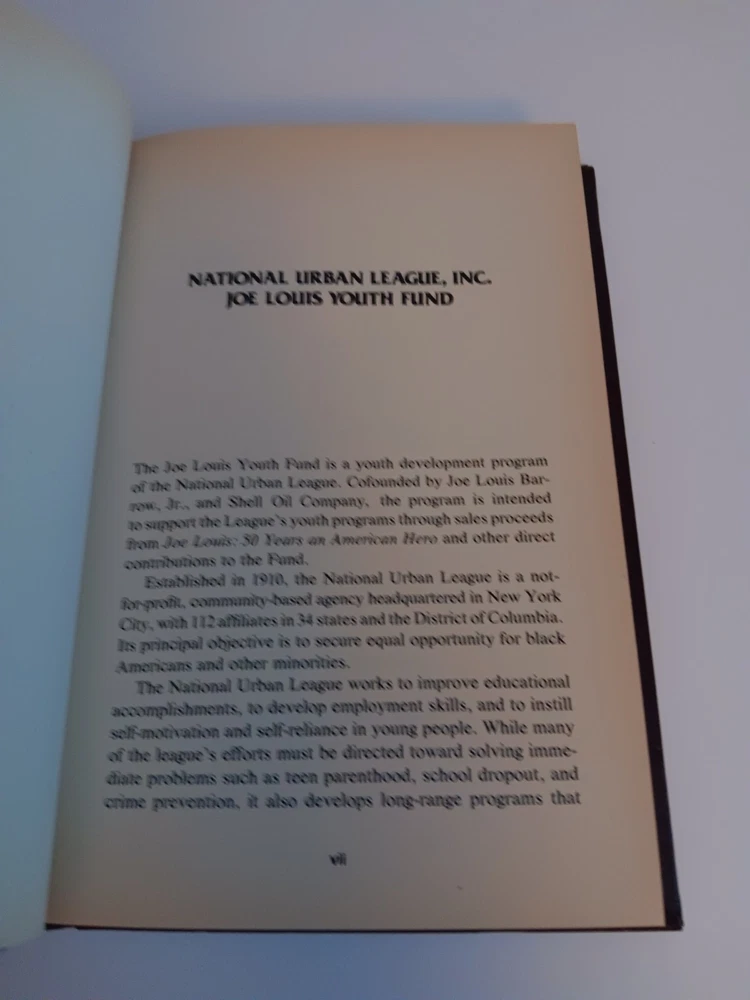 NATIONAL URBAN LEAGUE, INC.
JOE LOUIS YOUTH FUND
The Joe Louis Youth Fund is a youth development program
of the National Urban League. Cofounded by Joe Louis Bar-
row, Jr., and Shell Oil Company, the program is intended
to support the League's youth programs through sales proceeds
from Joe Louis: 50 Years an American Hero and other direct
contributions to the Fund.
Established in 1910, the National Urban League is a not-
for-profit, community-based agency headquartered in New York
City, with 112 affiliates in 34 states and the District of Columbia.
Its principal objective is to secure equal opportunity for black
Americans and other minorities.
The National Urban League works to improve educational
accomplishments, to develop employment skills, and to instill
self-motivation and self-reliance in young people. While many
of the league's efforts must be directed toward solving imme-
diate problems such as teen parenthood, school dropout, and
crime prevention, it also develops long-range programs that
vii